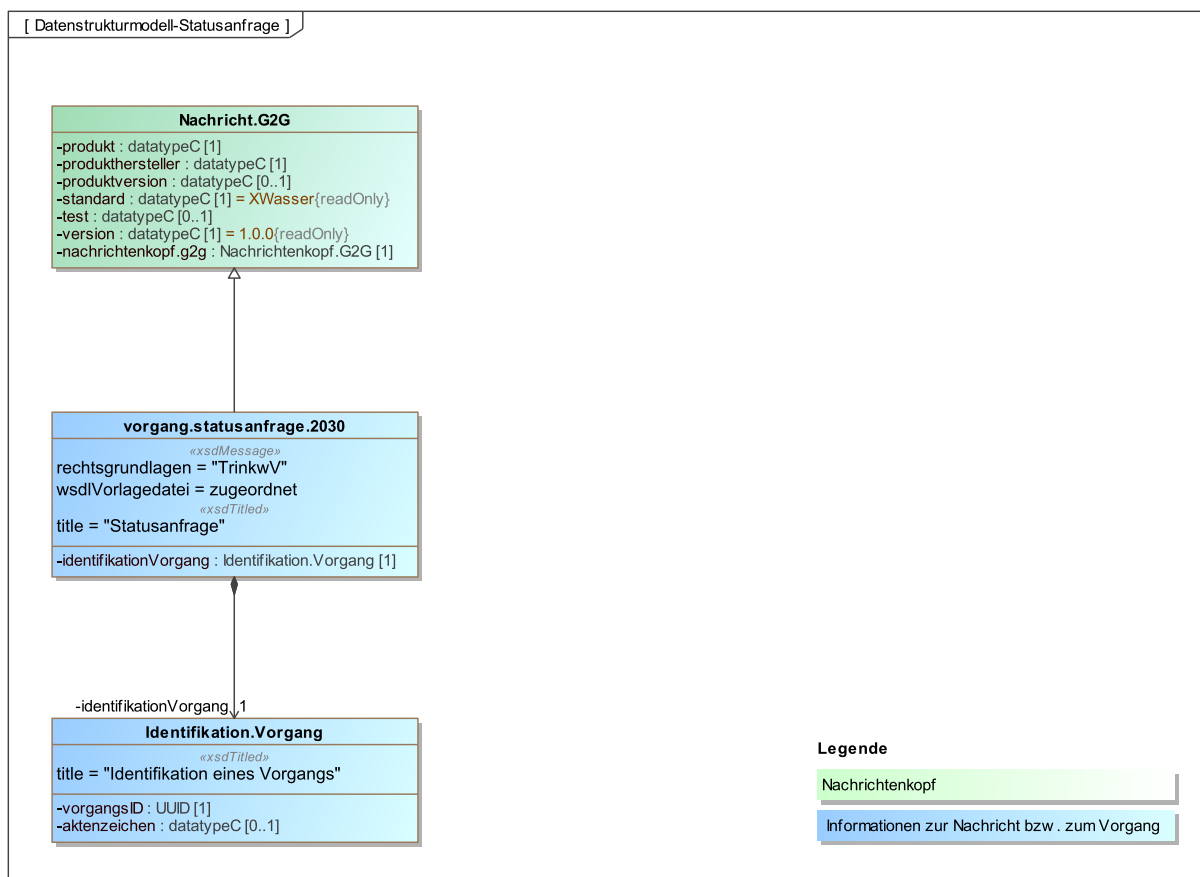 [ Datenstrukturmodell-Statusanfrage ]
Nachricht.G2G
-produkt : datatypeC [1]
-produkthersteller : datatypeC [1]
-produktversion : datatypeC [0..1]
-standard : datatypeC [1] = XWasser{readOnly}
-test : datatypeC [0..1]
-version : datatypeC [1] = 1.0.0{readOnly}
-nachrichtenkopf.g2g : Nachrichtenkopf.G2G [1]
vorgang.statusanfrage.2030
«xsdMessage»
rechtsgrundlagen = "TrinkwV"
wsdlVorlagedatei = zugeordnet
«xsdTitled»
title = "Statusanfrage"
-identifikationVorgang : Identifikation.Vorgang [1]
-identifikationVorgang 1
Identifikation.Vorgang
«xsdTitled»
title = "Identifikation eines Vorgangs"
-vorgangsID : UUID [1]
-aktenzeichen : datatypeC [0..1]
Legende
Nachrichtenkopf
Informationen zur Nachricht bzw. zum Vorgang